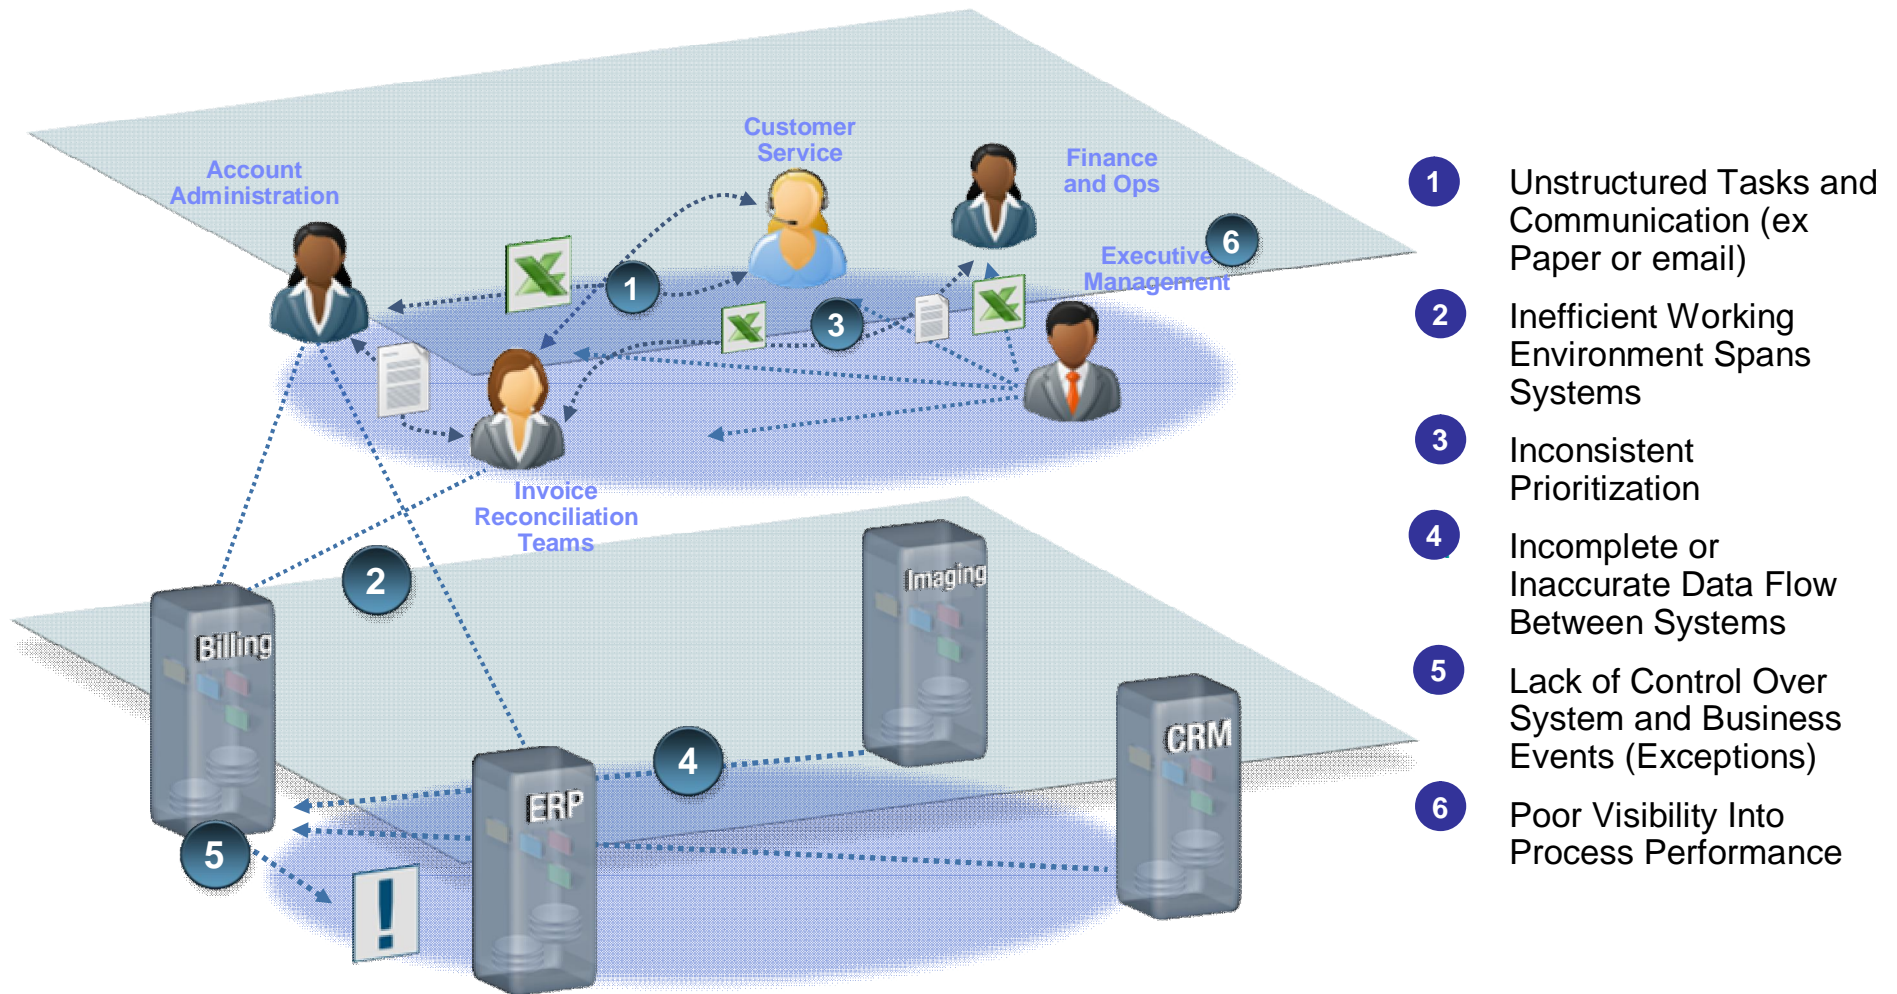 Customer
Service
Account
Administration
Finance
and Ops
6
Executive
Management
1
3
Invoice
Reconciliation
Teams
2
Imaging
Billing
CRM
4
ERP
5
!
1
Unstructured Tasks and
Communication (ex
Paper or email)
2
Inefficient Working
Environment Spans
Systems
3
Inconsistent
Prioritization
4
Incomplete or
Inaccurate Data Flow
Between Systems
5
Lack of Control Over
System and Business
Events (Exceptions)
6
Poor Visibility Into
Process Performance